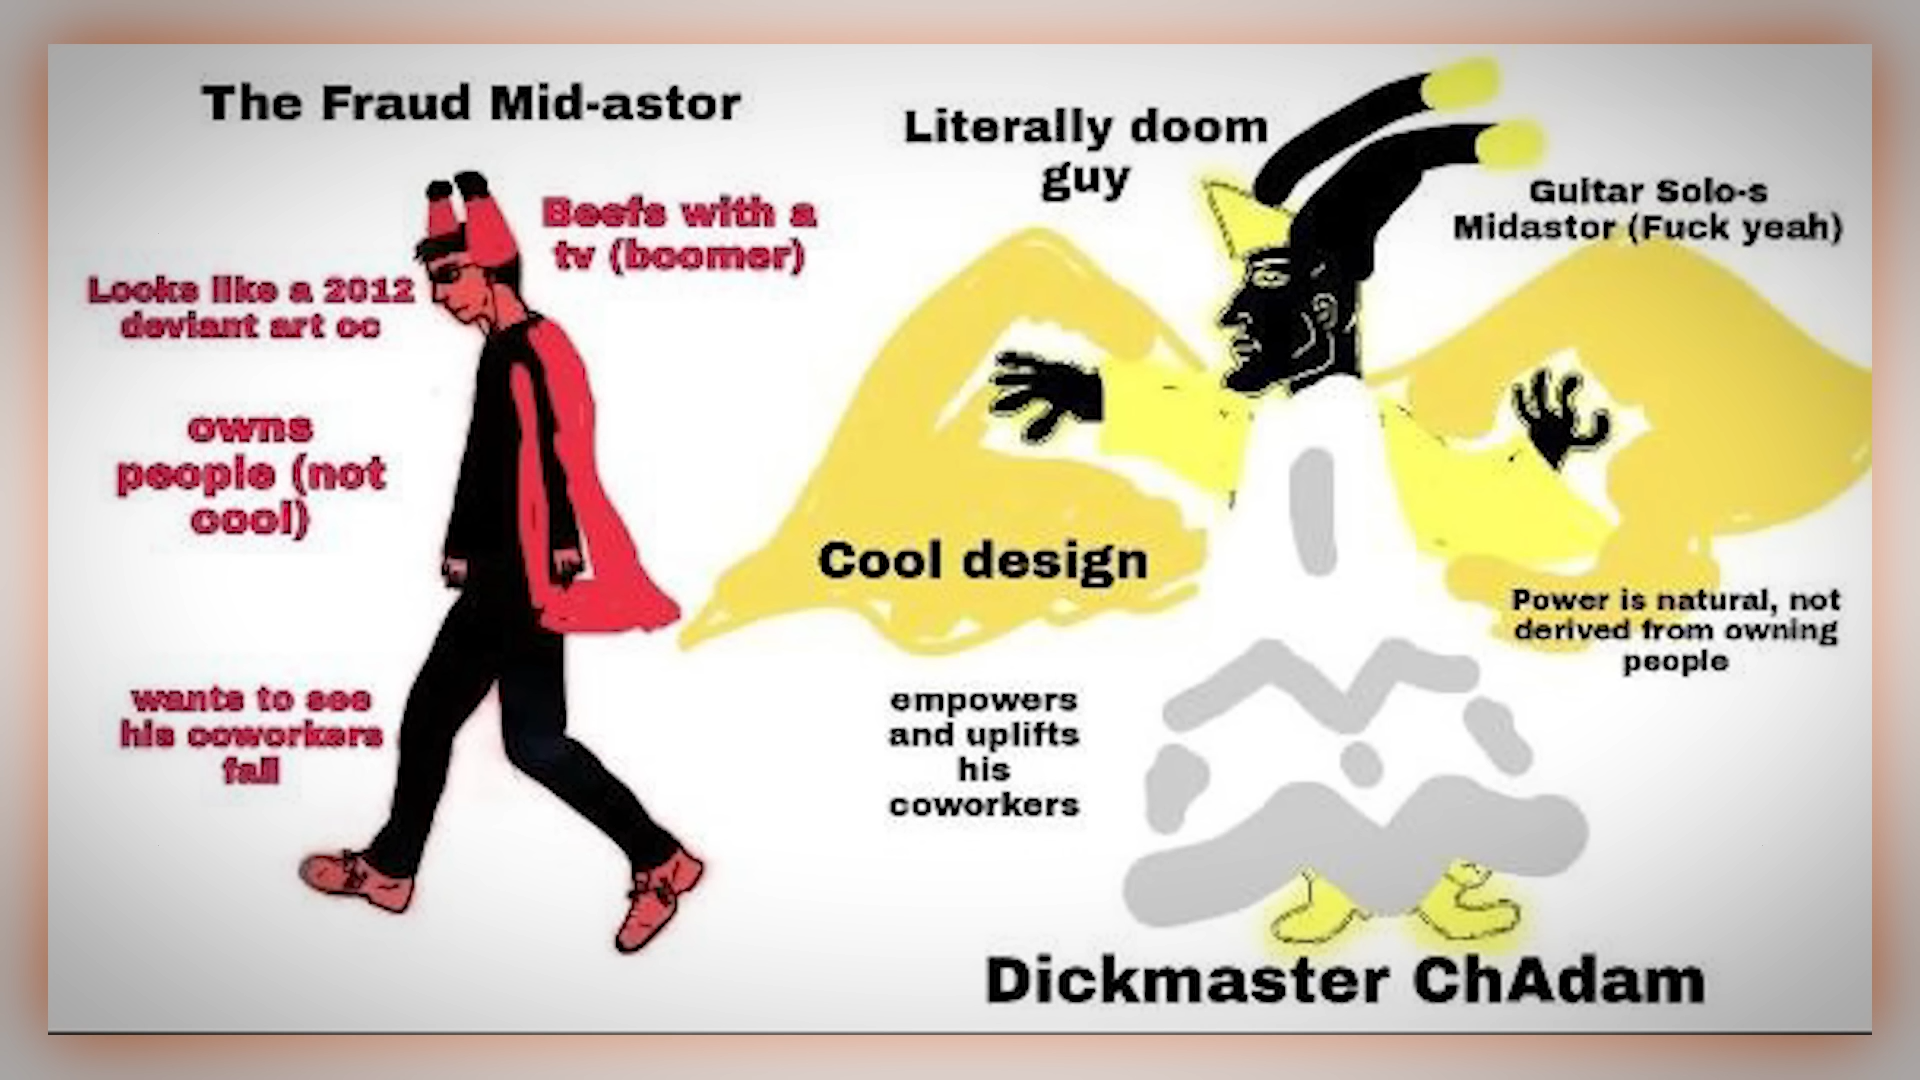 The Fraud Mid-astor
Beefs with a
tv (boomer)
Looks like a 2012
deviant art oc
owns
people (not
cool)
wants to see
his coworkers
fall
Literally doom
guy
Guitar Solo-s
Midastor (Fuck yeah)
Cool design
Power is natural, not
derived from owning
people
empowers
and uplifts
his
coworkers
Dickmaster ChAdam